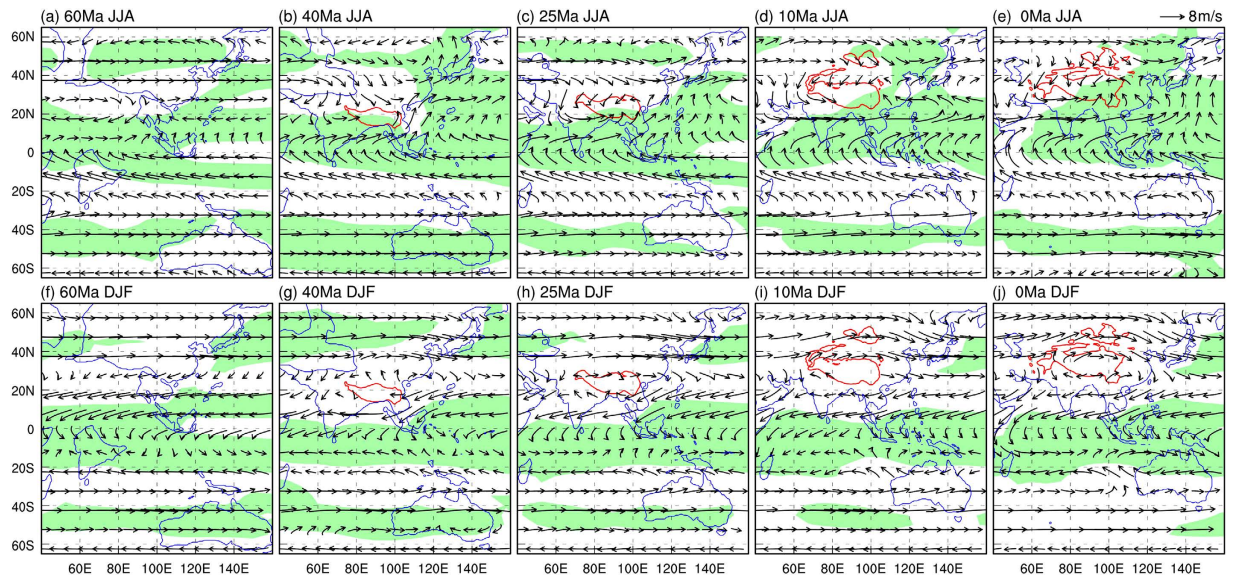 (a) 60Ma JJA (b) 40Ma JJA (c) 25Ma JJA (d) 10Ma JJA (e) 0Ma JJA 8m/s
60N
40N
20N
0
20S
40S
60S
(f) 60Ma DJF (g) 40Ma DJF (h) 25Ma DJF (i) 10Ma DJF (j) 0Ma DJF
60N
40N
20N
0
20S
40S
60S
60E 80E 100E 120E 140E 60E 80E 100E 120E 140E 60E 80E 100E 120E 140E 60E 80E 100E 120E 140E 60E 80E 100E 120E 140E